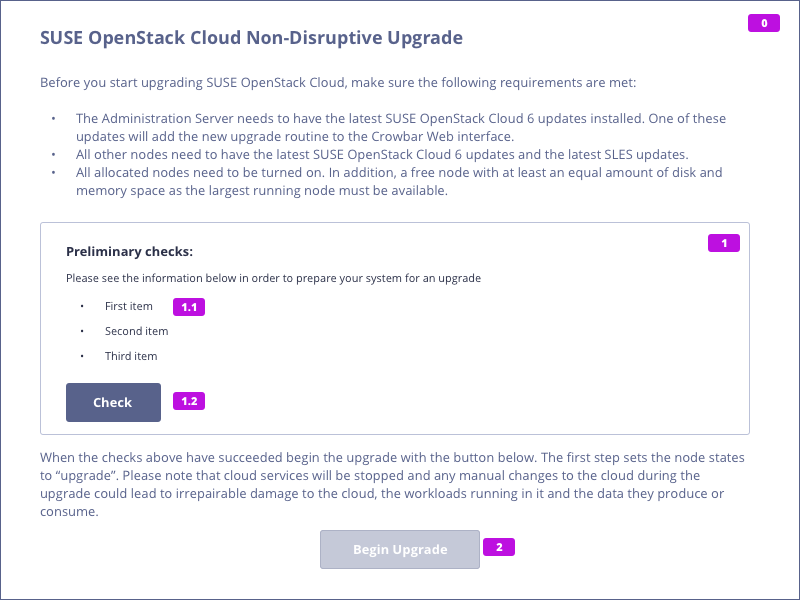 0
SUSE OpenStack Cloud Non-Disruptive Upgrade
Before you start upgrading SUSE OpenStack Cloud, make sure the following requirements are met:
• The Administration Server needs to have the latest SUSE OpenStack Cloud 6 updates installed. One of these
updates will add the new upgrade routine to the Crowbar Web interface.
• All other nodes need to have the latest SUSE OpenStack Cloud 6 updates and the latest SLES updates.
• All allocated nodes need to be turned on. In addition, a free node with at least an equal amount of disk and
memory space as the largest running node must be available.
1
Preliminary checks:
Please see the information below in order to prepare your system for an upgrade
• First item 1.1
• Second item
• Third item
Check 1.2
When the checks above have succeeded begin the upgrade with the button below. The first step sets the node states
to “upgrade”. Please note that cloud services will be stopped and any manual changes to the cloud during the
upgrade could lead to irrepairable damage to the cloud, the workloads running in it and the data they produce or
consume.
Begin Upgrade 2